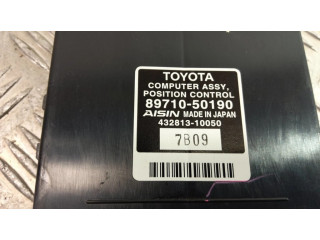 TOYOTA
COMPUTER ASSY,
POSITION CONTROL
89710-50190
AISIN MADE IN JAPAN
432813-10050
7B09